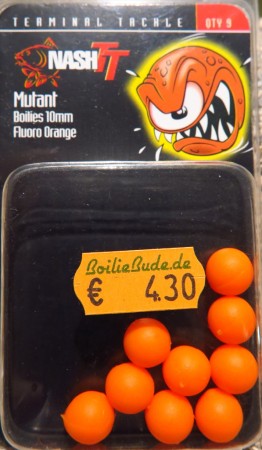 TERMINAL TACKLE QTY 9
NASH TT
Mutant
Boilies 10mm
Fluoro Orange
BoilieBude.de
€ 4.30